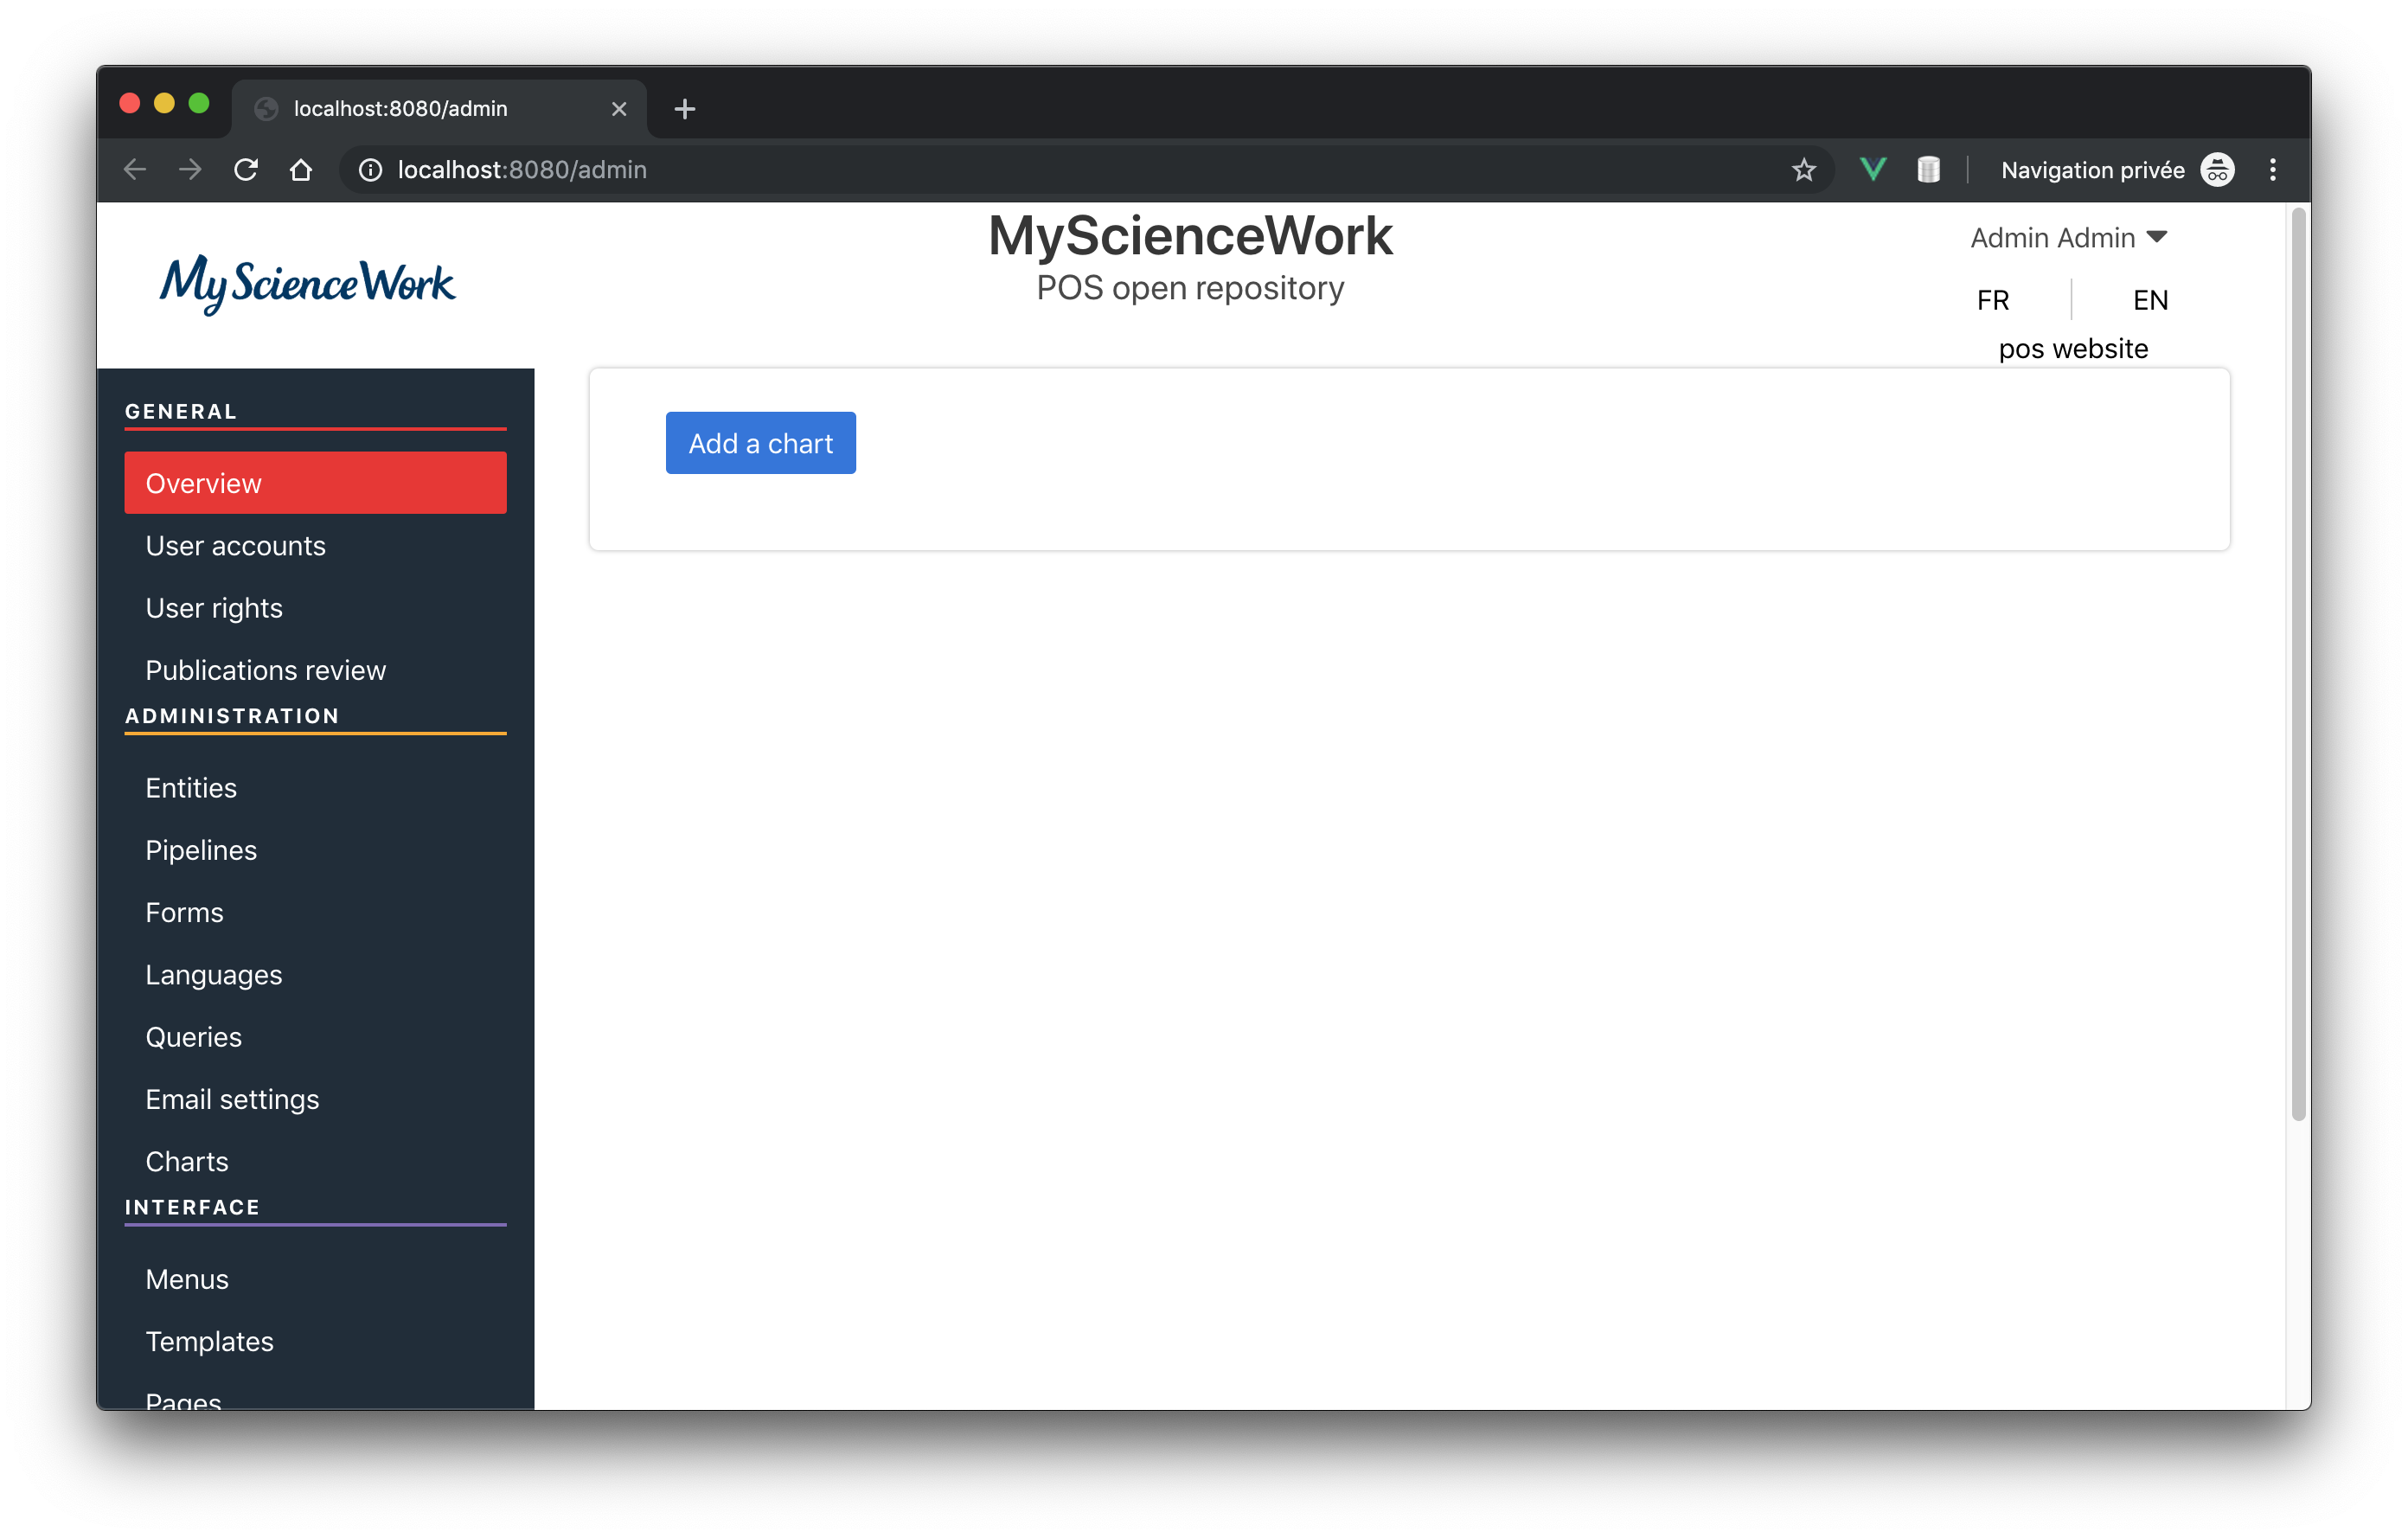 localhost:8080/admin
localhost:8080/admin
Navigation privée
MyScienceWork
MyScienceWork
POS open repository
Admin Admin
FR
EN
pos website
GENERAL
Overview
User accounts
User rights
Publications review
ADMINISTRATION
Entities
Pipelines
Forms
Languages
Queries
Email settings
Charts
INTERFACE
Menus
Templates
Pages
Add a chart